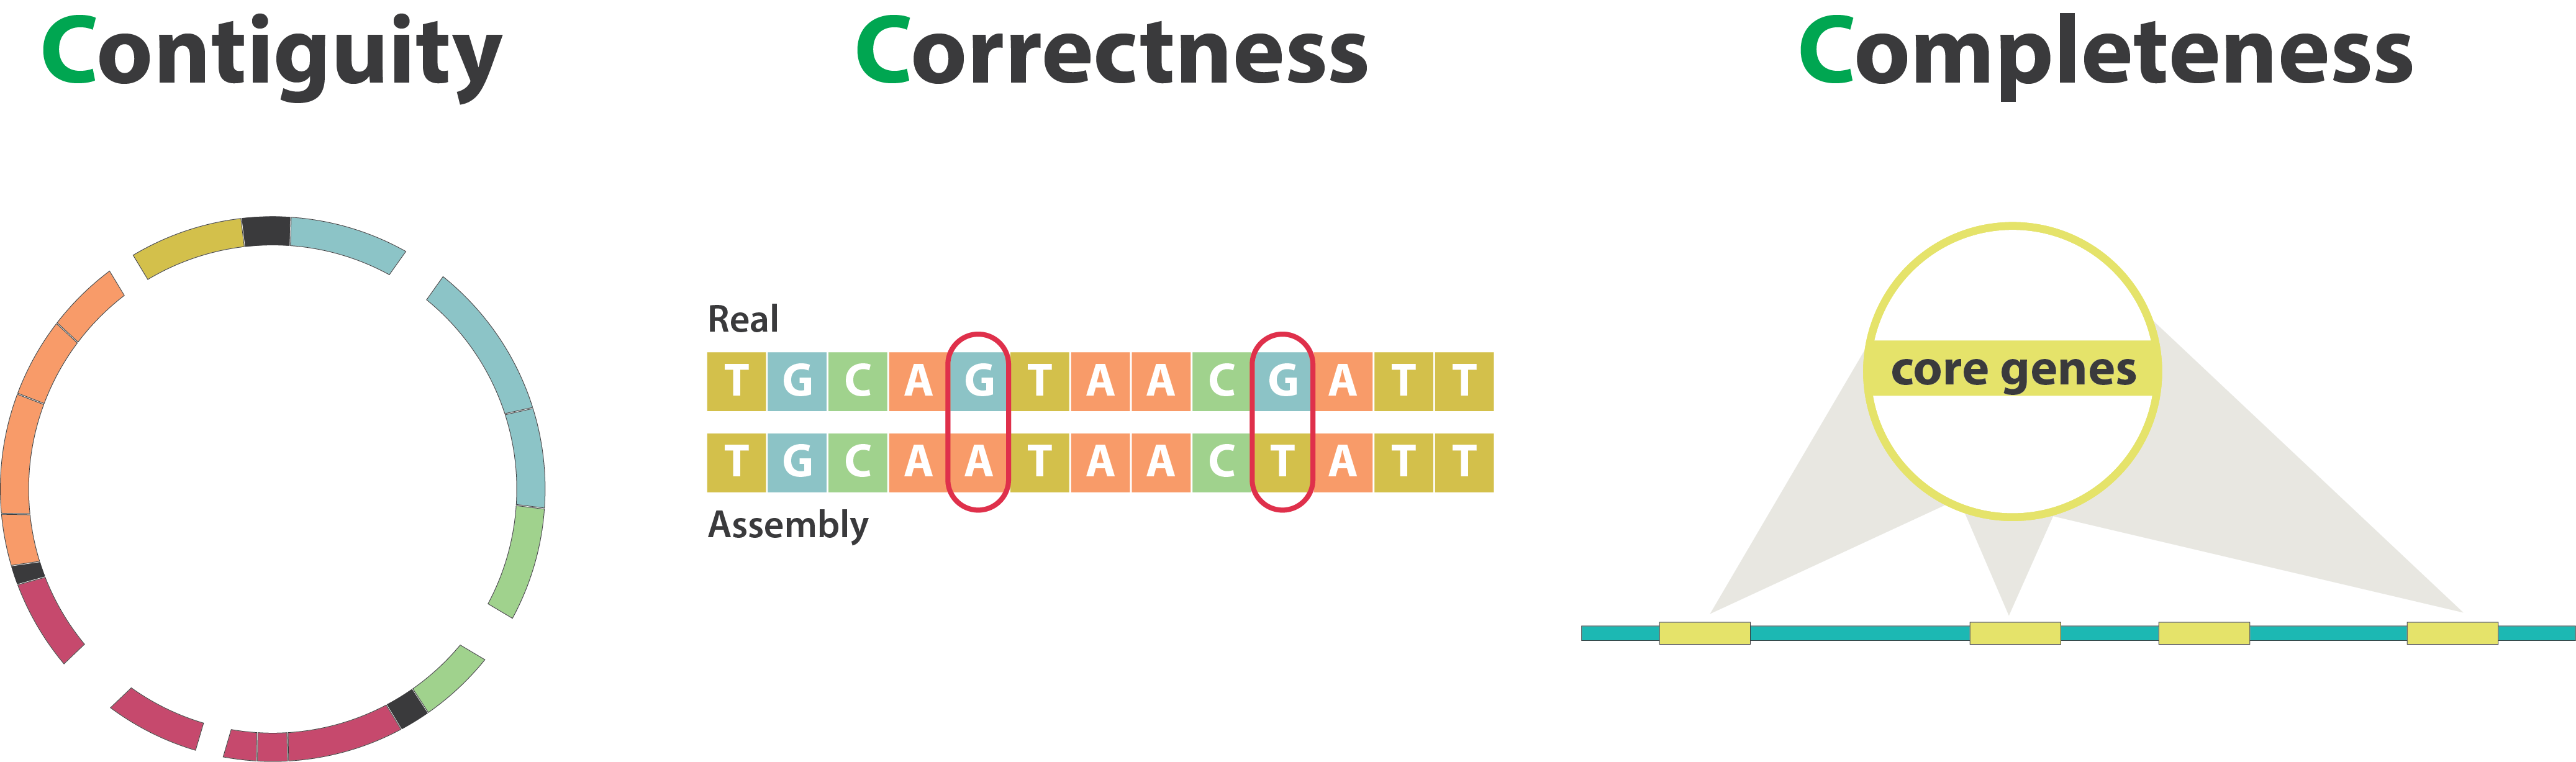 Contiguity
Correctness
Completeness
Real
T G C A G T A A C G A T T
T G C A A T A A C T A T T
Assembly
core genes